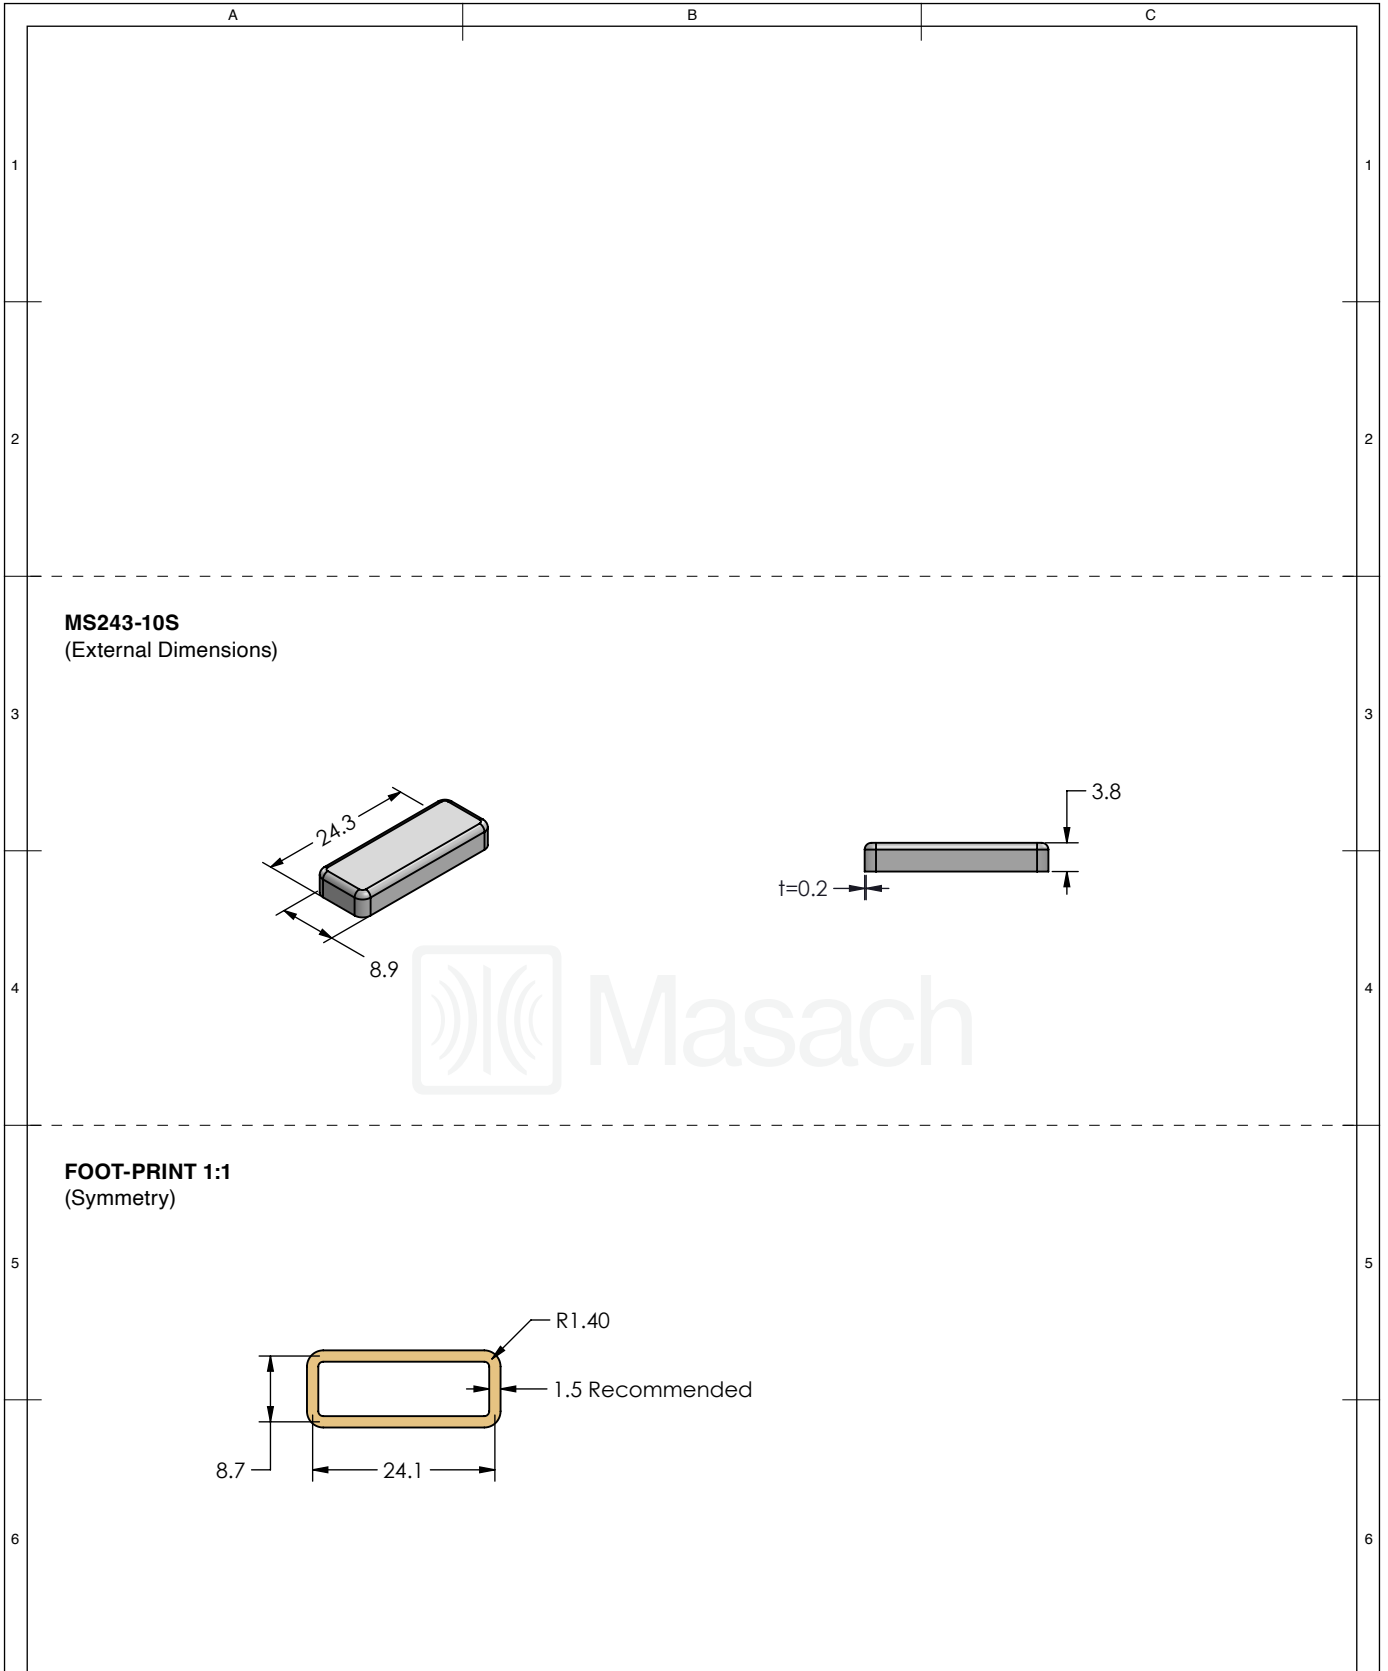 A B C
1 1
2 2
MS243-10S
(External Dimensions)
3 3
24.3
3.8
t=0.2
8.9
4 4
Masach
FOOT-PRINT 1:1
(Symmetry)
5 5
R1.40
1.5 Recommended
8.7
24.1
6 6